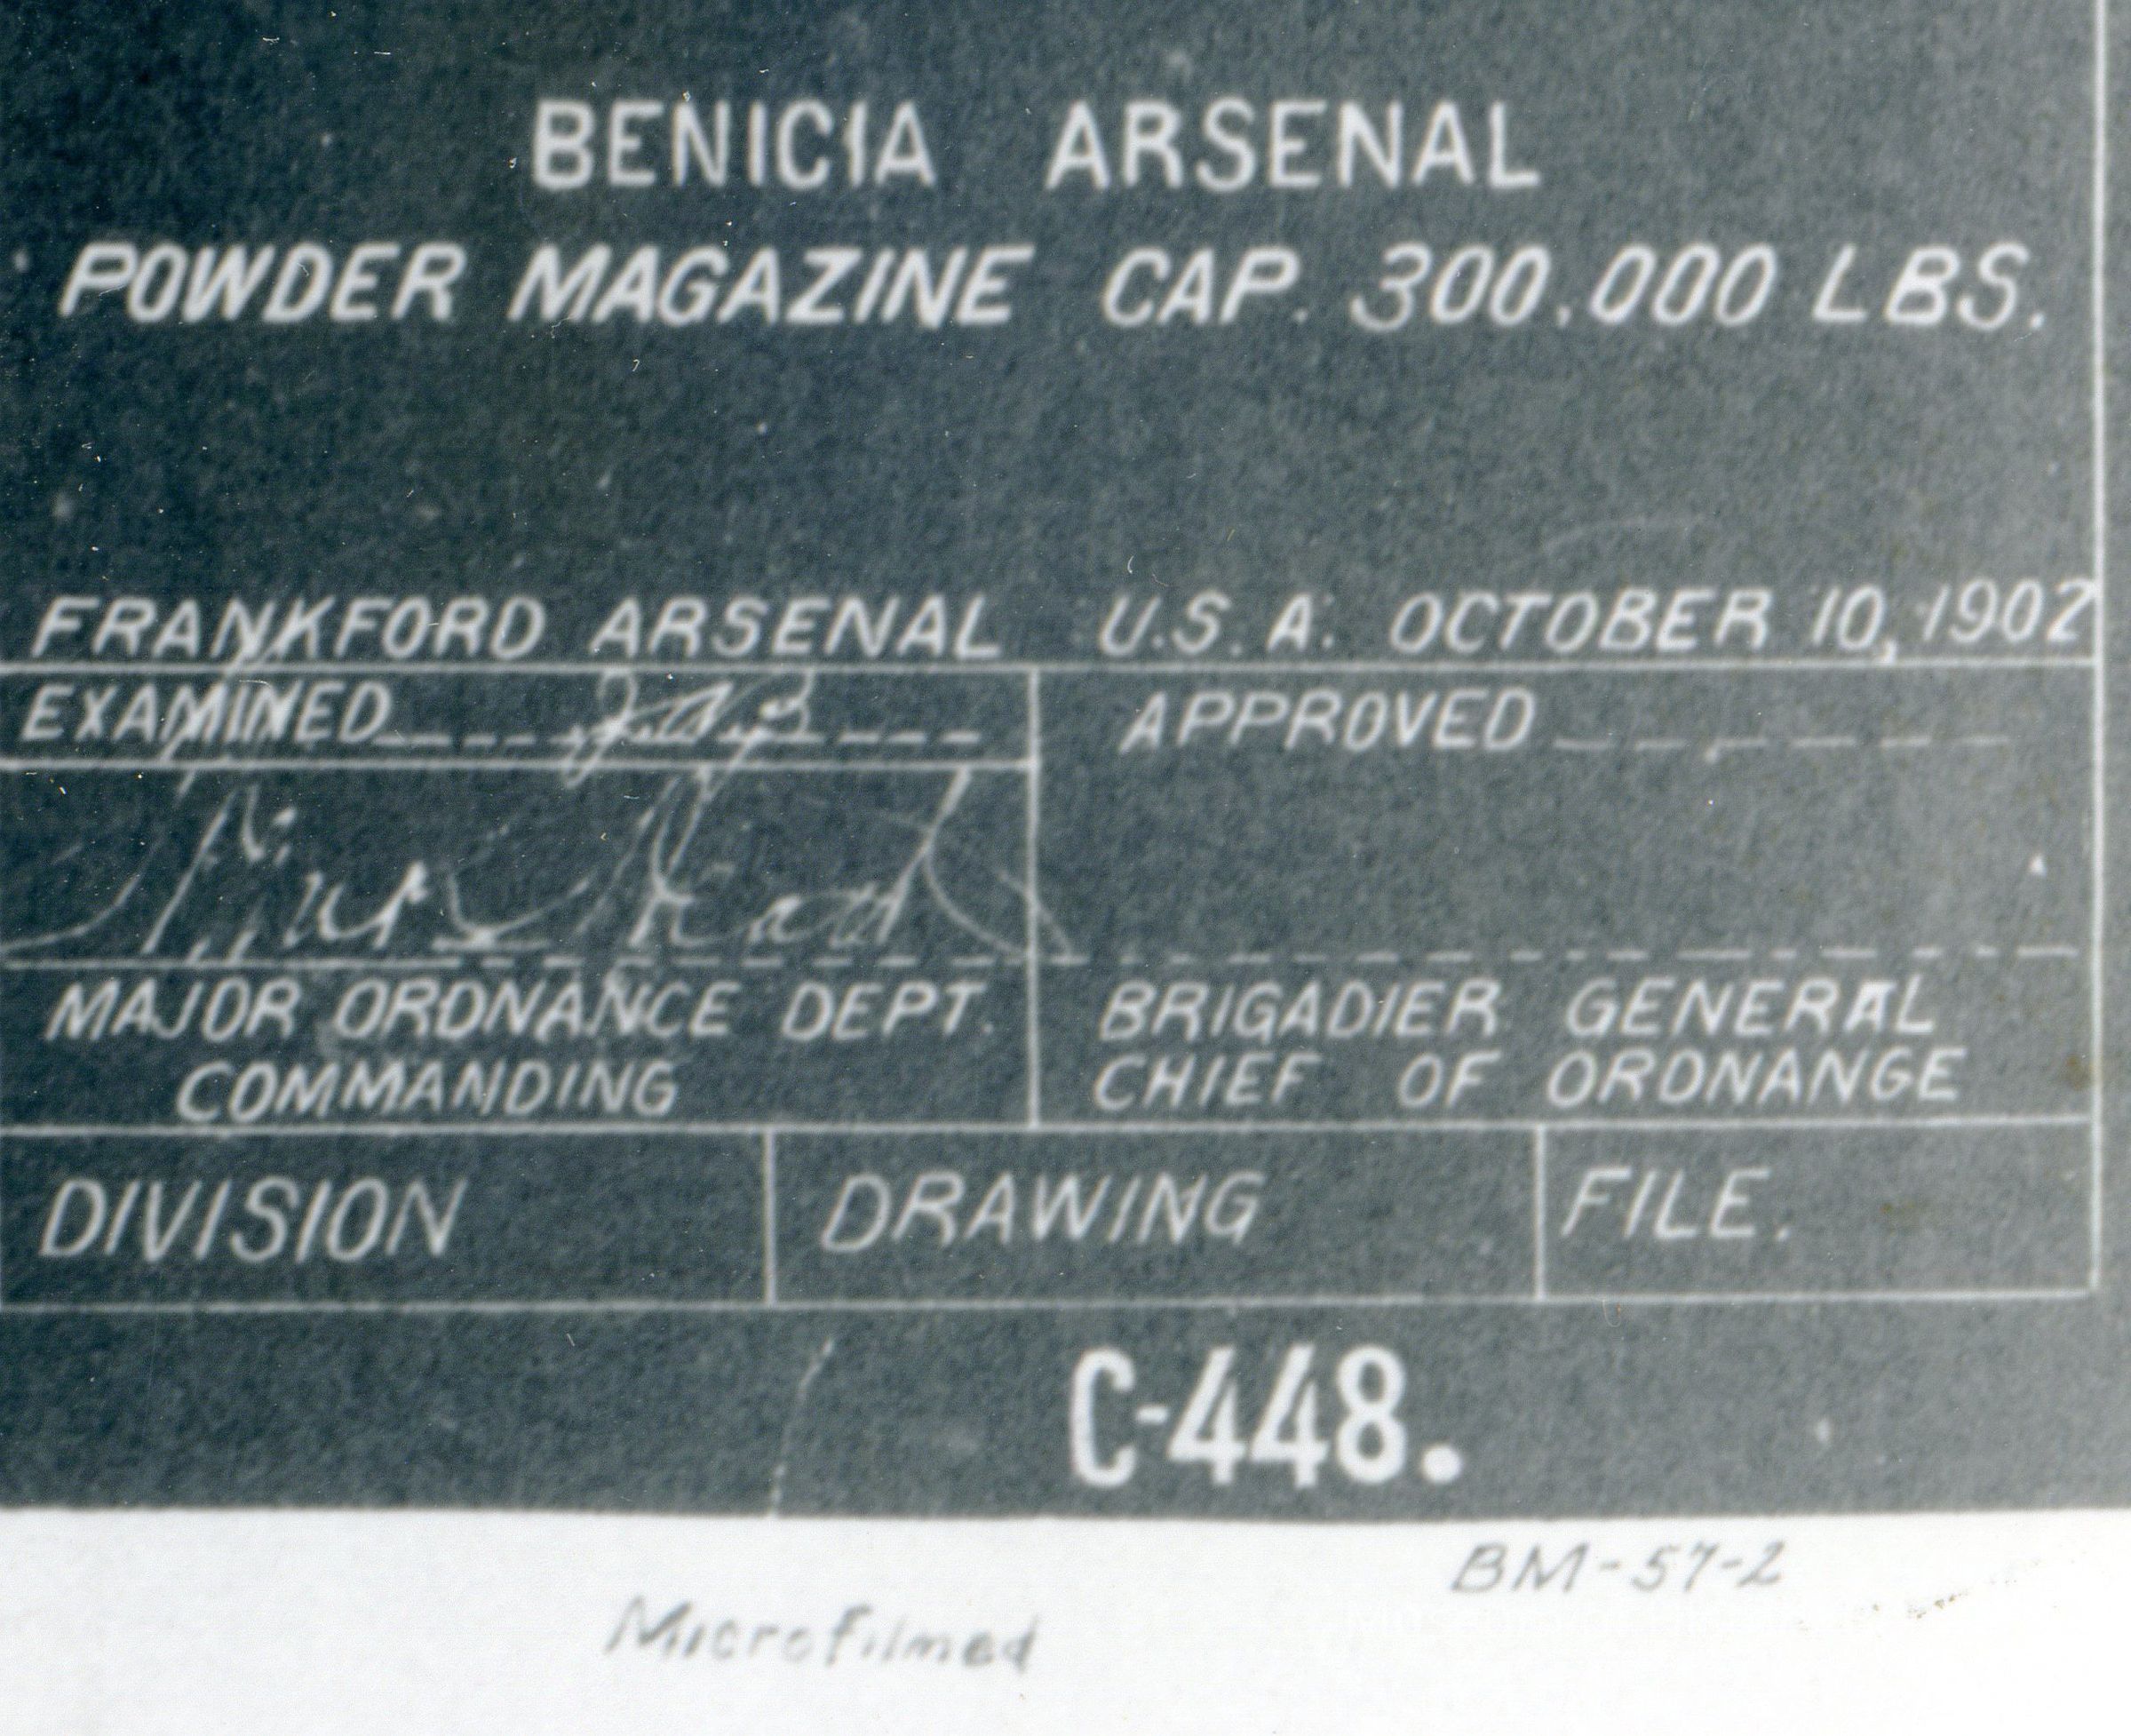 BENICIA ARSENAL
POWDER MAGAZINE CAP. 300,000 LBS.
FRANKFORD ARSENAL U.S.A. OCTOBER 10, 1902
EXAMINED
APPROVED
MAJOR ORDNANCE DEPT.
COMMANDING
BRIGADIER GENERAL
CHIEF OF ORDNANGE
DIVISION
DRAWING
FILE.
C-448.
BM-57-2
Microfilmed